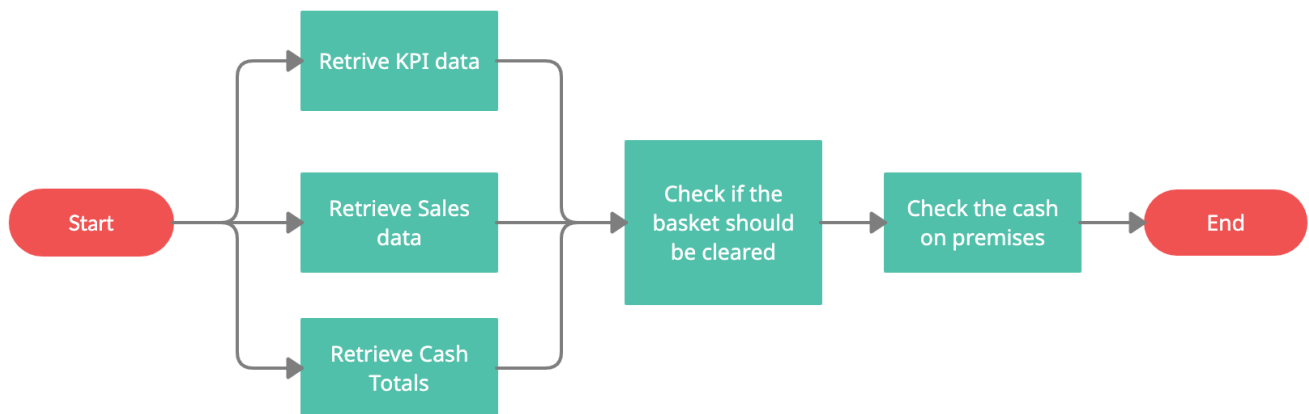 Retrive KPI data
Start
Retrieve Sales
data
Retrieve Cash
Totals
Check if the
basket should
be cleared
Check the cash
on premises
End